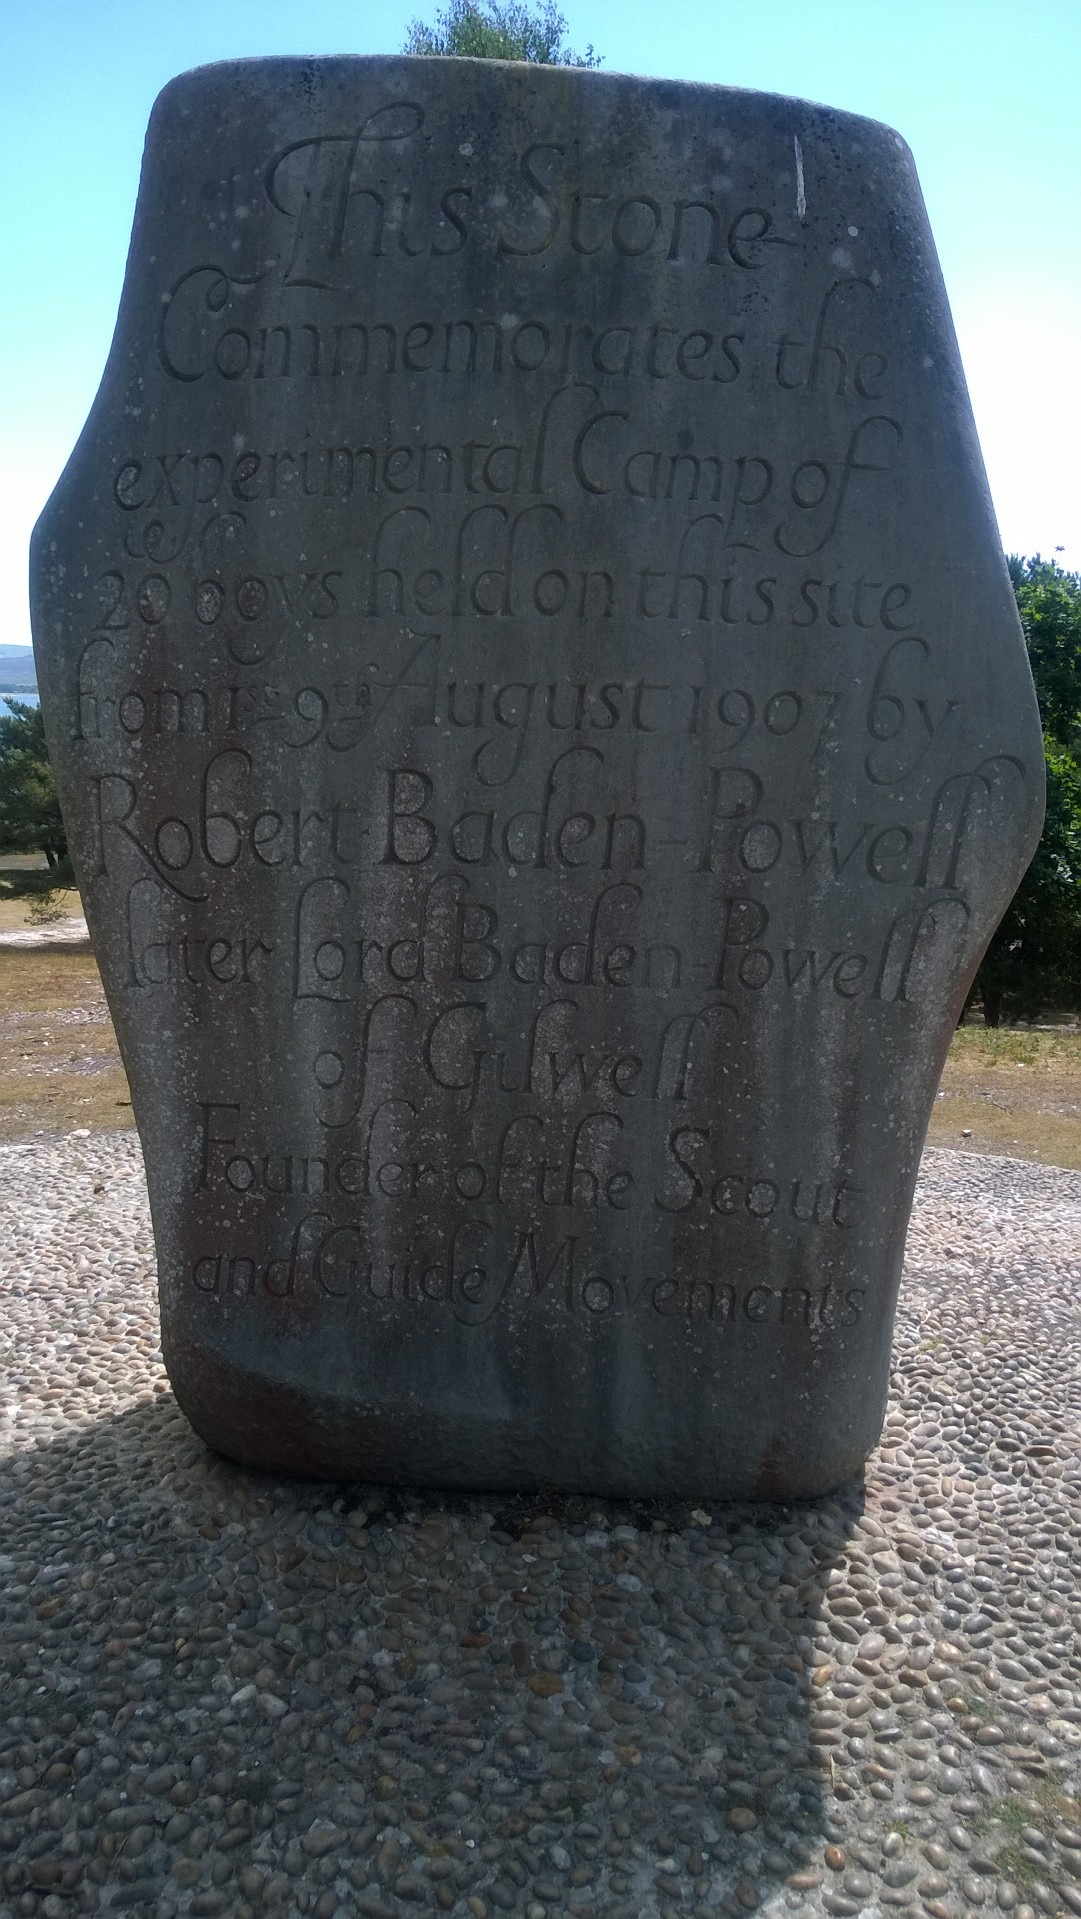 This Stone
Commemorates the
experimental Camp of
20 boys held on this site
from 1st-9th August 1907 by
Robert Baden-Powell
later Lord Baden-Powell
of Gilwell
Founder of the Scout
and Guide Movements